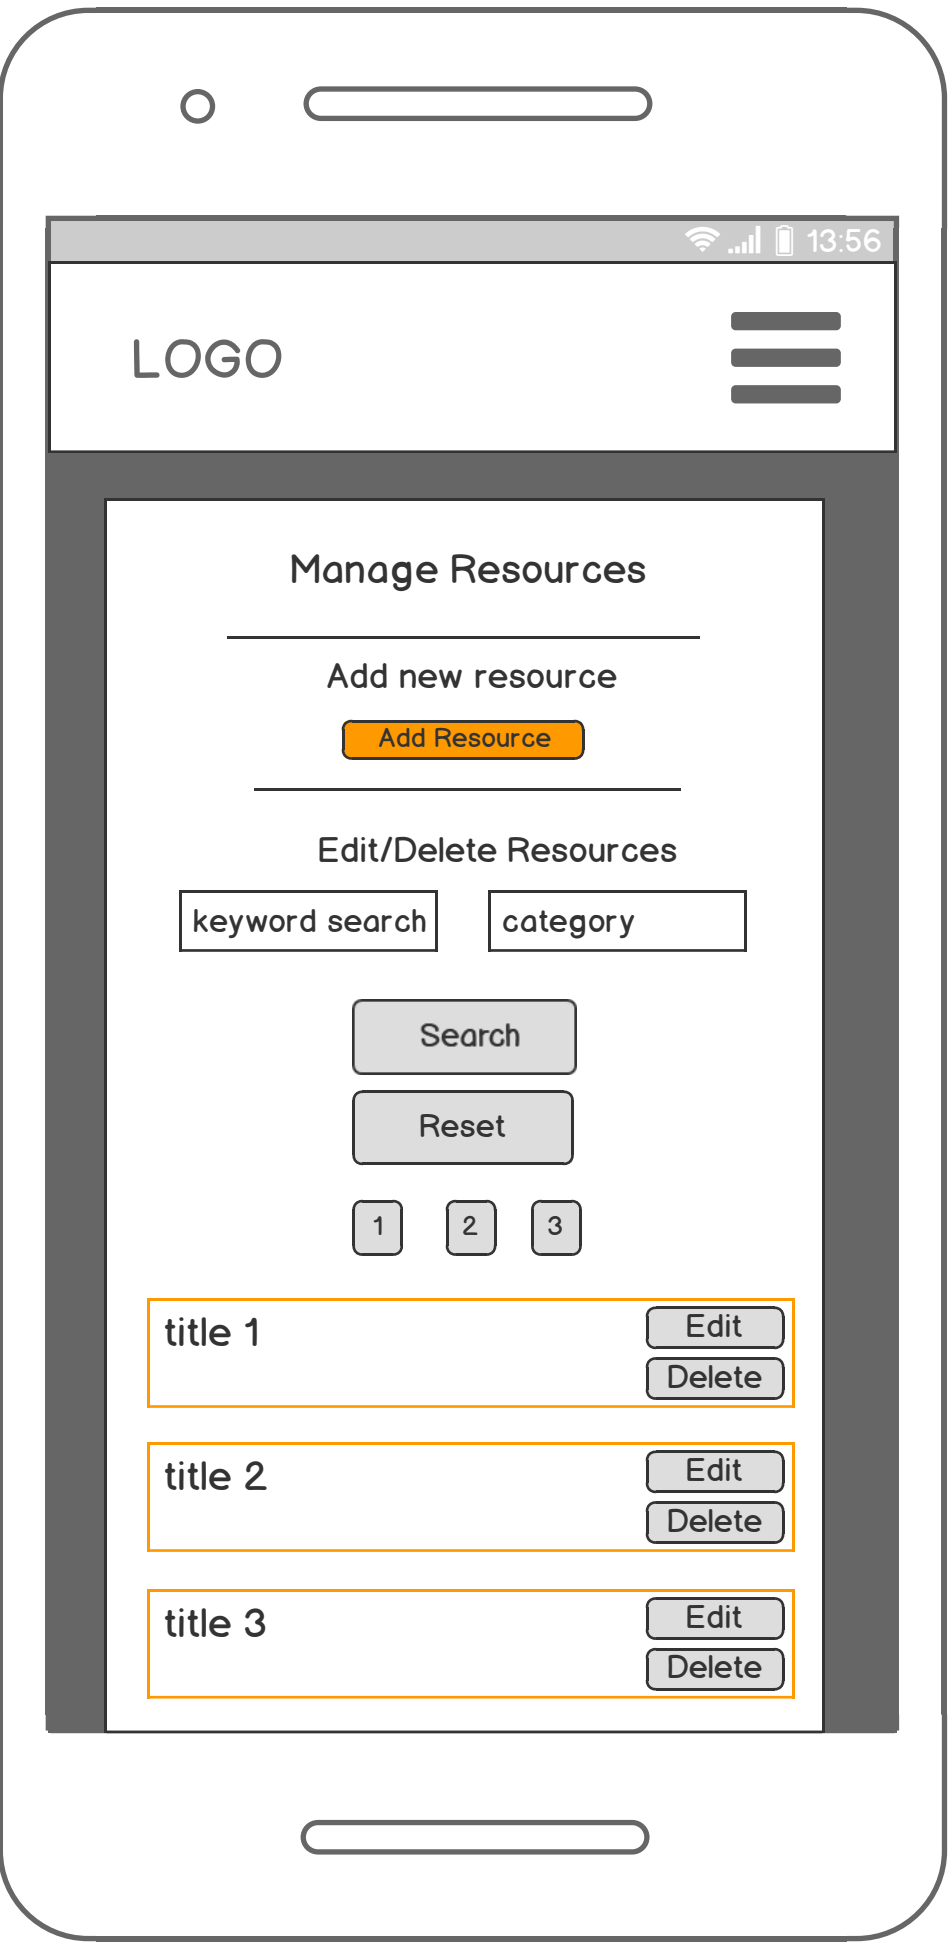 13:56
LOGO
Manage Resources
Add new resource
Add Resource
Edit/Delete Resources
keyword search
category
Search
Reset
1 2 3
title 1
Edit
Delete
title 2
Edit
Delete
title 3
Edit
Delete